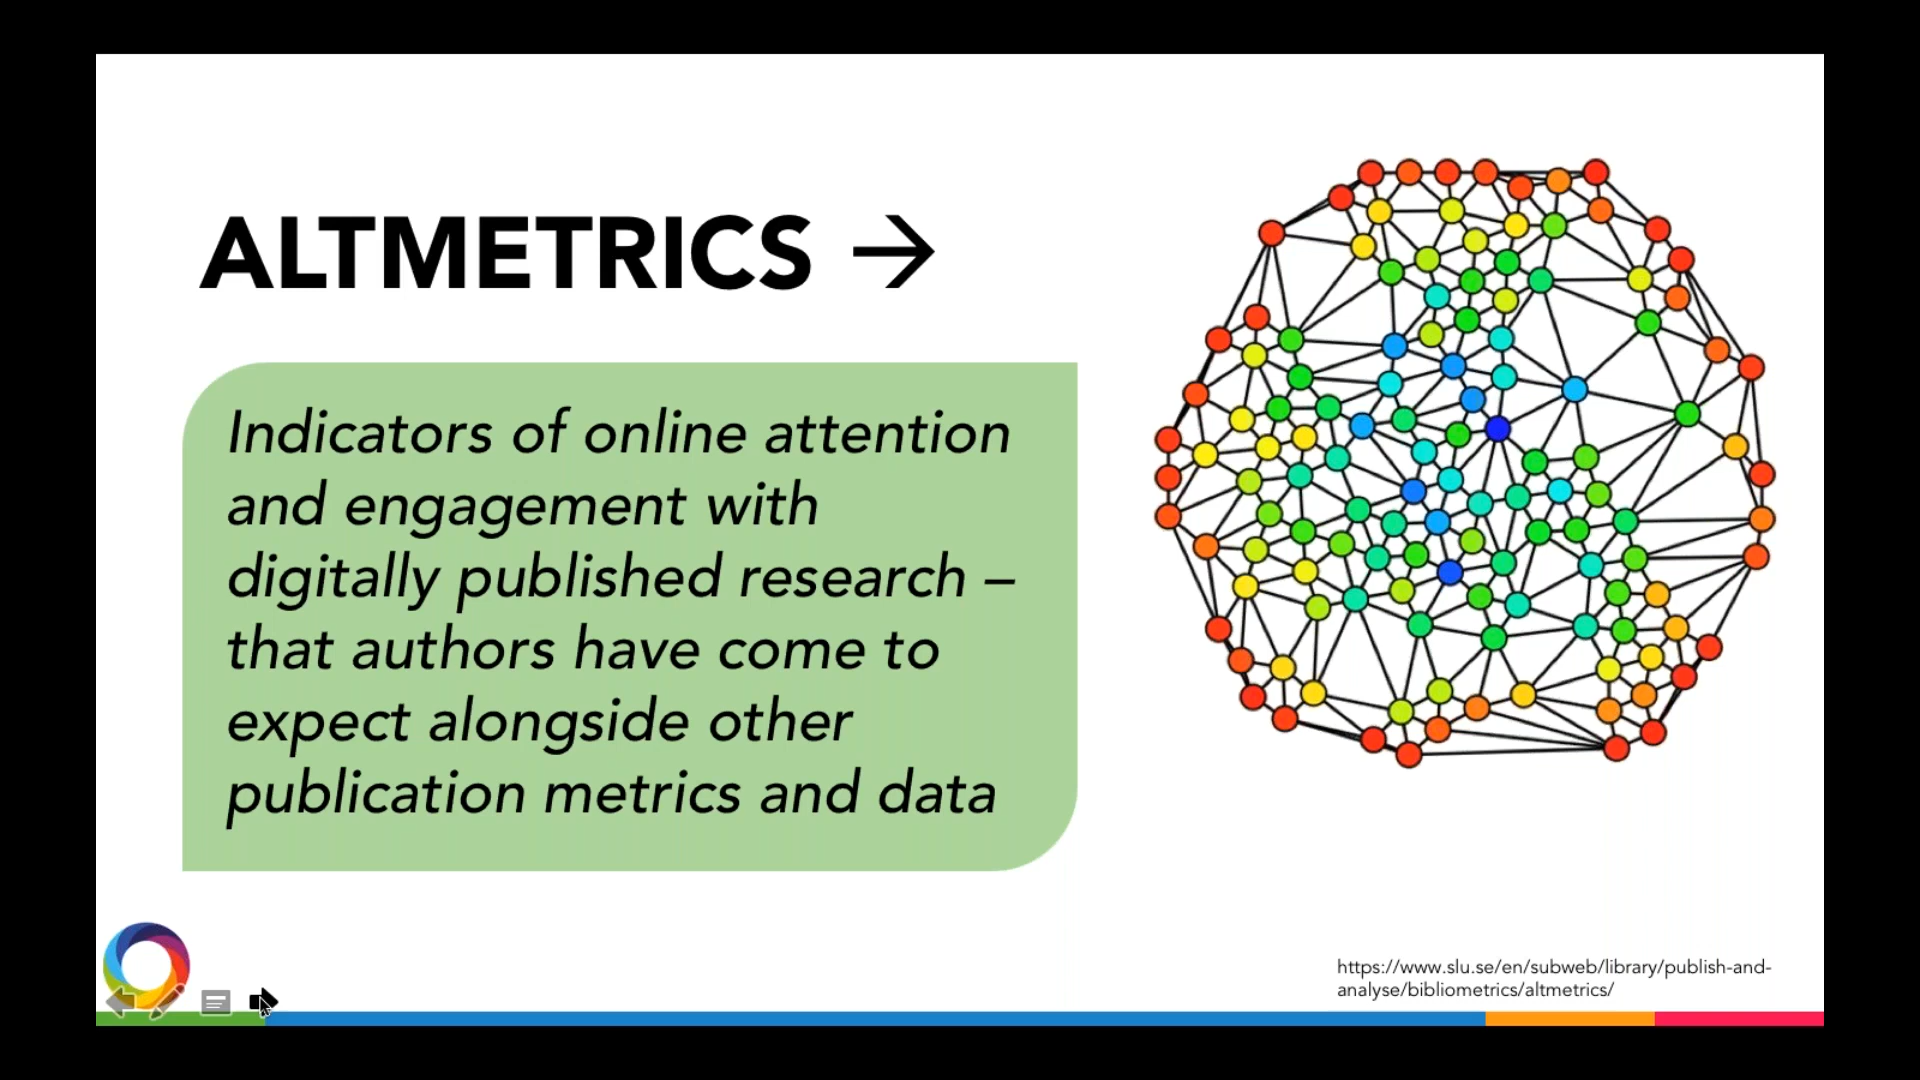 ALTMETRICS →
Indicators of online attention
and engagement with
digitally published research –
that authors have come to
expect alongside other
publication metrics and data
https://www.slu.se/en/subweb/library/publish-and-
analyse/bibliometrics/altmetrics/